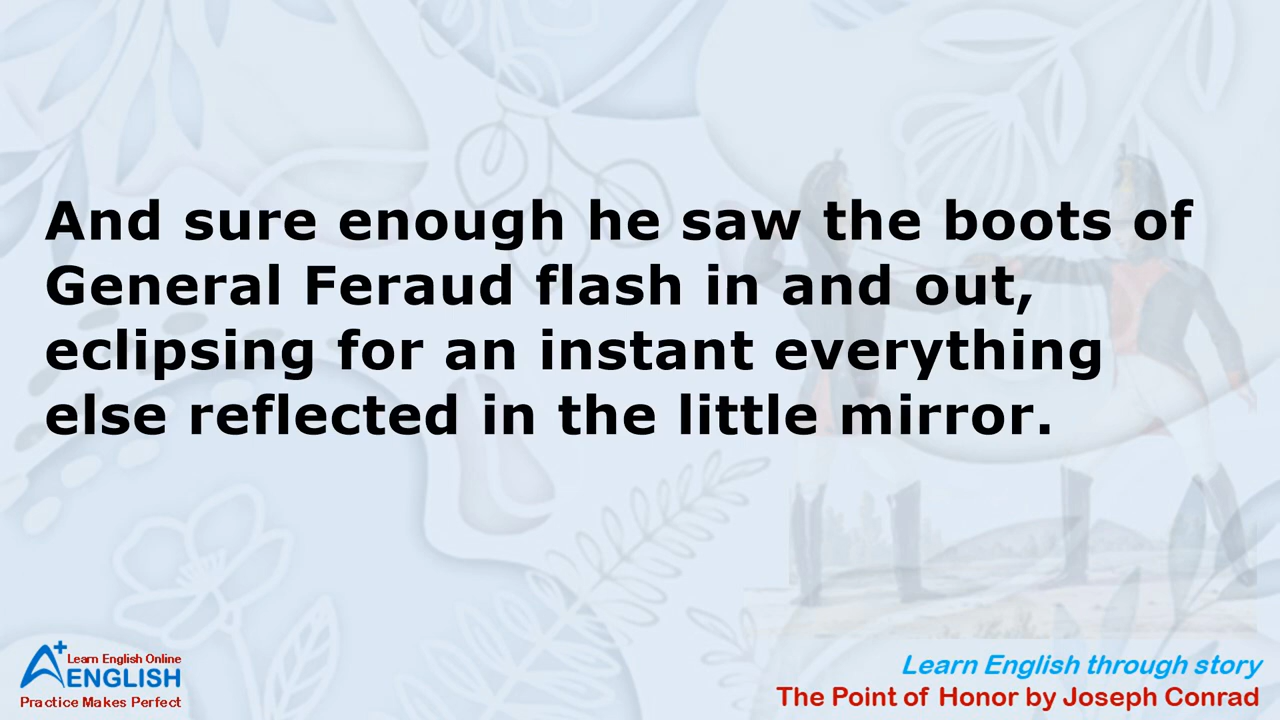 And sure enough he saw the boots of
General Feraud flash in and out,
eclipsing for an instant everything
else reflected in the little mirror.
A+ Learn English Online
ENGLISH
Practice Makes Perfect
Learn English through story
The Point of Honor by Joseph Conrad